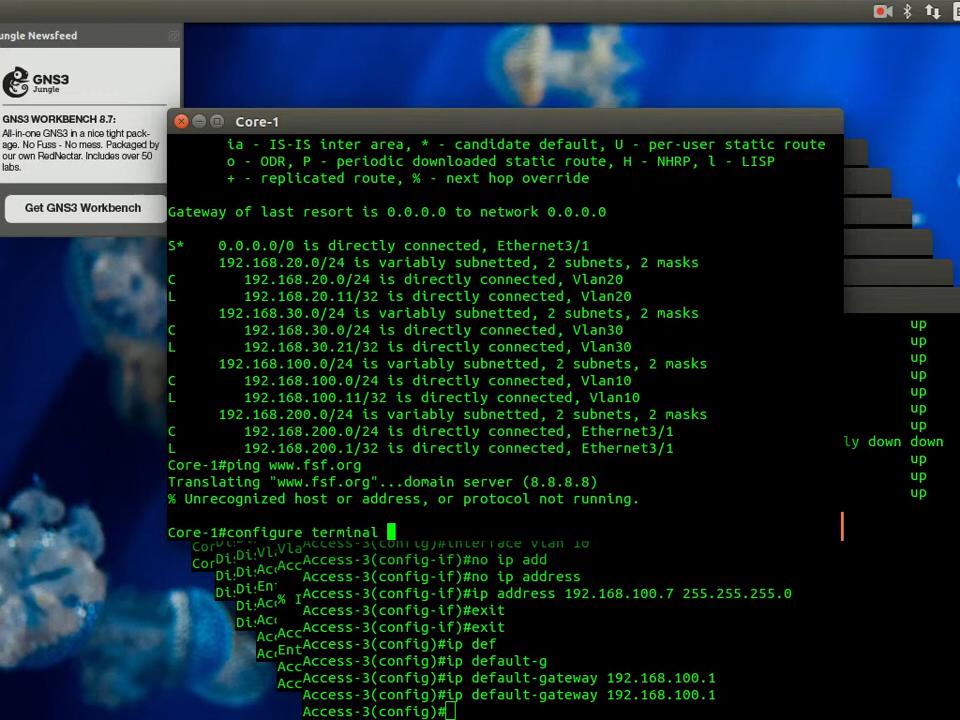 ungle Newsfeed
GNS3
Jungle
GNS3 WORKBENCH 8.7:
All-in-one GNS3 in a nice tight pack-
age. No Fuss - No mess. Packaged by
our own RedNectar. Includes over 50
labs.
Get GNS3 Workbench
Core-1
ia - IS-IS inter area, * - candidate default, U - per-user static route
o - ODR, P - periodic downloaded static route, H - NHRP, l - LISP
+ - replicated route, % - next hop override
Gateway of last resort is 0.0.0.0 to network 0.0.0.0
S*    0.0.0.0/0 is directly connected, Ethernet3/1
192.168.20.0/24 is variably subnetted, 2 subnets, 2 masks
C        192.168.20.0/24 is directly connected, Vlan20
L        192.168.20.11/32 is directly connected, Vlan20
192.168.30.0/24 is variably subnetted, 2 subnets, 2 masks
C        192.168.30.0/24 is directly connected, Vlan30
L        192.168.30.21/32 is directly connected, Vlan30
192.168.100.0/24 is variably subnetted, 2 subnets, 2 masks
C        192.168.100.0/24 is directly connected, Vlan10
L        192.168.100.11/32 is directly connected, Vlan10
192.168.200.0/24 is variably subnetted, 2 subnets, 2 masks
C        192.168.200.0/24 is directly connected, Ethernet3/1
L        192.168.200.1/32 is directly connected, Ethernet3/1
Core-1#ping www.fsf.org
Translating "www.fsf.org"...domain server (8.8.8.8)
% Unrecognized host or address, or protocol not running.
Core-1#configure terminal
up
up
up
up
up
up
up
ly down down
up
up
up
Access-3(config)#interface vlan 10
Access-3(config-if)#no ip add
Access-3(config-if)#no ip address
Access-3(config-if)#ip address 192.168.100.7 255.255.255.0
Access-3(config-if)#exit
Access-3(config-if)#exit
Access-3(config)#ip def
Access-3(config)#ip default-g
Access-3(config)#ip default-gateway 192.168.100.1
Access-3(config)#ip default-gateway 192.168.100.1
Access-3(config)#